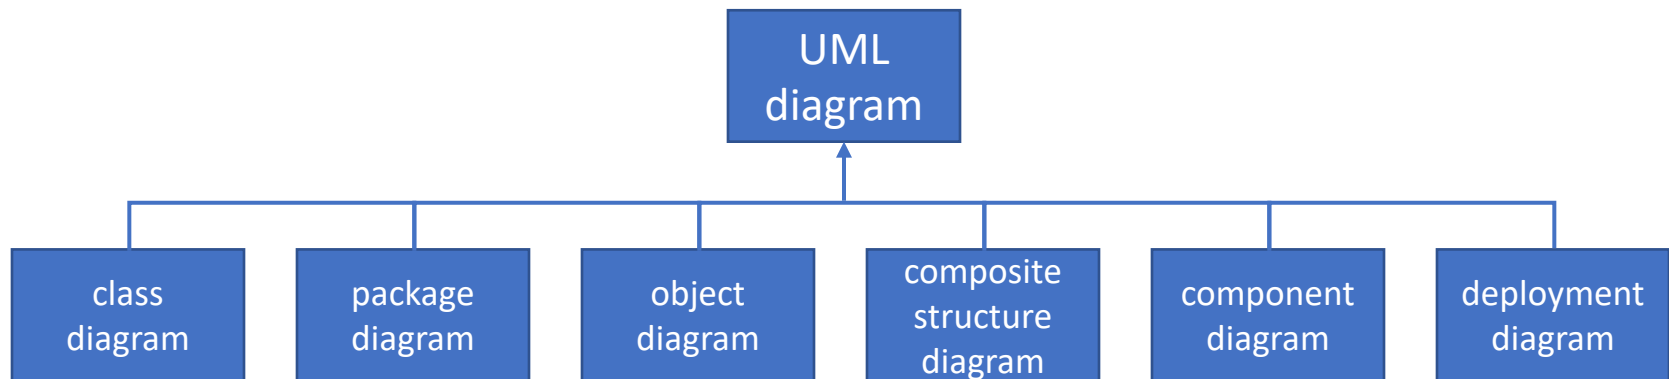 UML
diagram
class
diagram
package
diagram
object
diagram
composite
structure
diagram
component
diagram
deployment
diagram